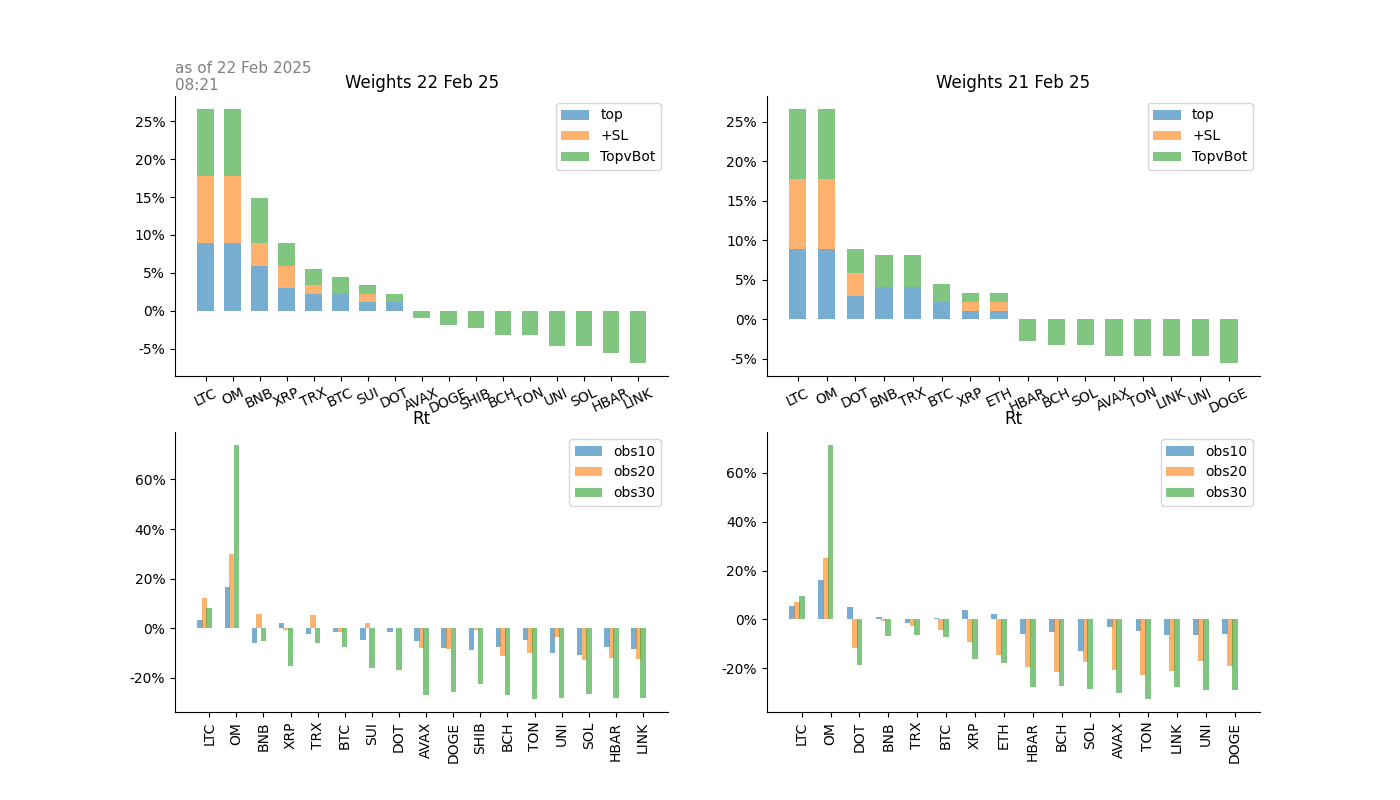 as of 22 Feb 2025
08:21
Weights 22 Feb 25
25%
20%
15%
10%
5%
0%
-5%
top
+SL
TopvBot
LTC OM BNB XRP TRX BTC SUI DOT AVAX DOGE SHIB BCH TON UNI SOL HBAR LINK
Weights 21 Feb 25
25%
20%
15%
10%
5%
0%
-5%
top
+SL
TopvBot
LTC OM DOT BNB TRX BTC XRP ETH HBAR BCH SOL AVAX TON LINK UNI DOGE
Rt
60%
40%
20%
0%
-20%
obs10
obs20
obs30
LTC OM BNB XRP TRX BTC SUI DOT AVAX DOGE SHIB BCH TON UNI SOL HBAR LINK
Rt
60%
40%
20%
0%
-20%
obs10
obs20
obs30
LTC OM DOT BNB TRX BTC XRP ETH HBAR BCH SOL AVAX TON LINK UNI DOGE